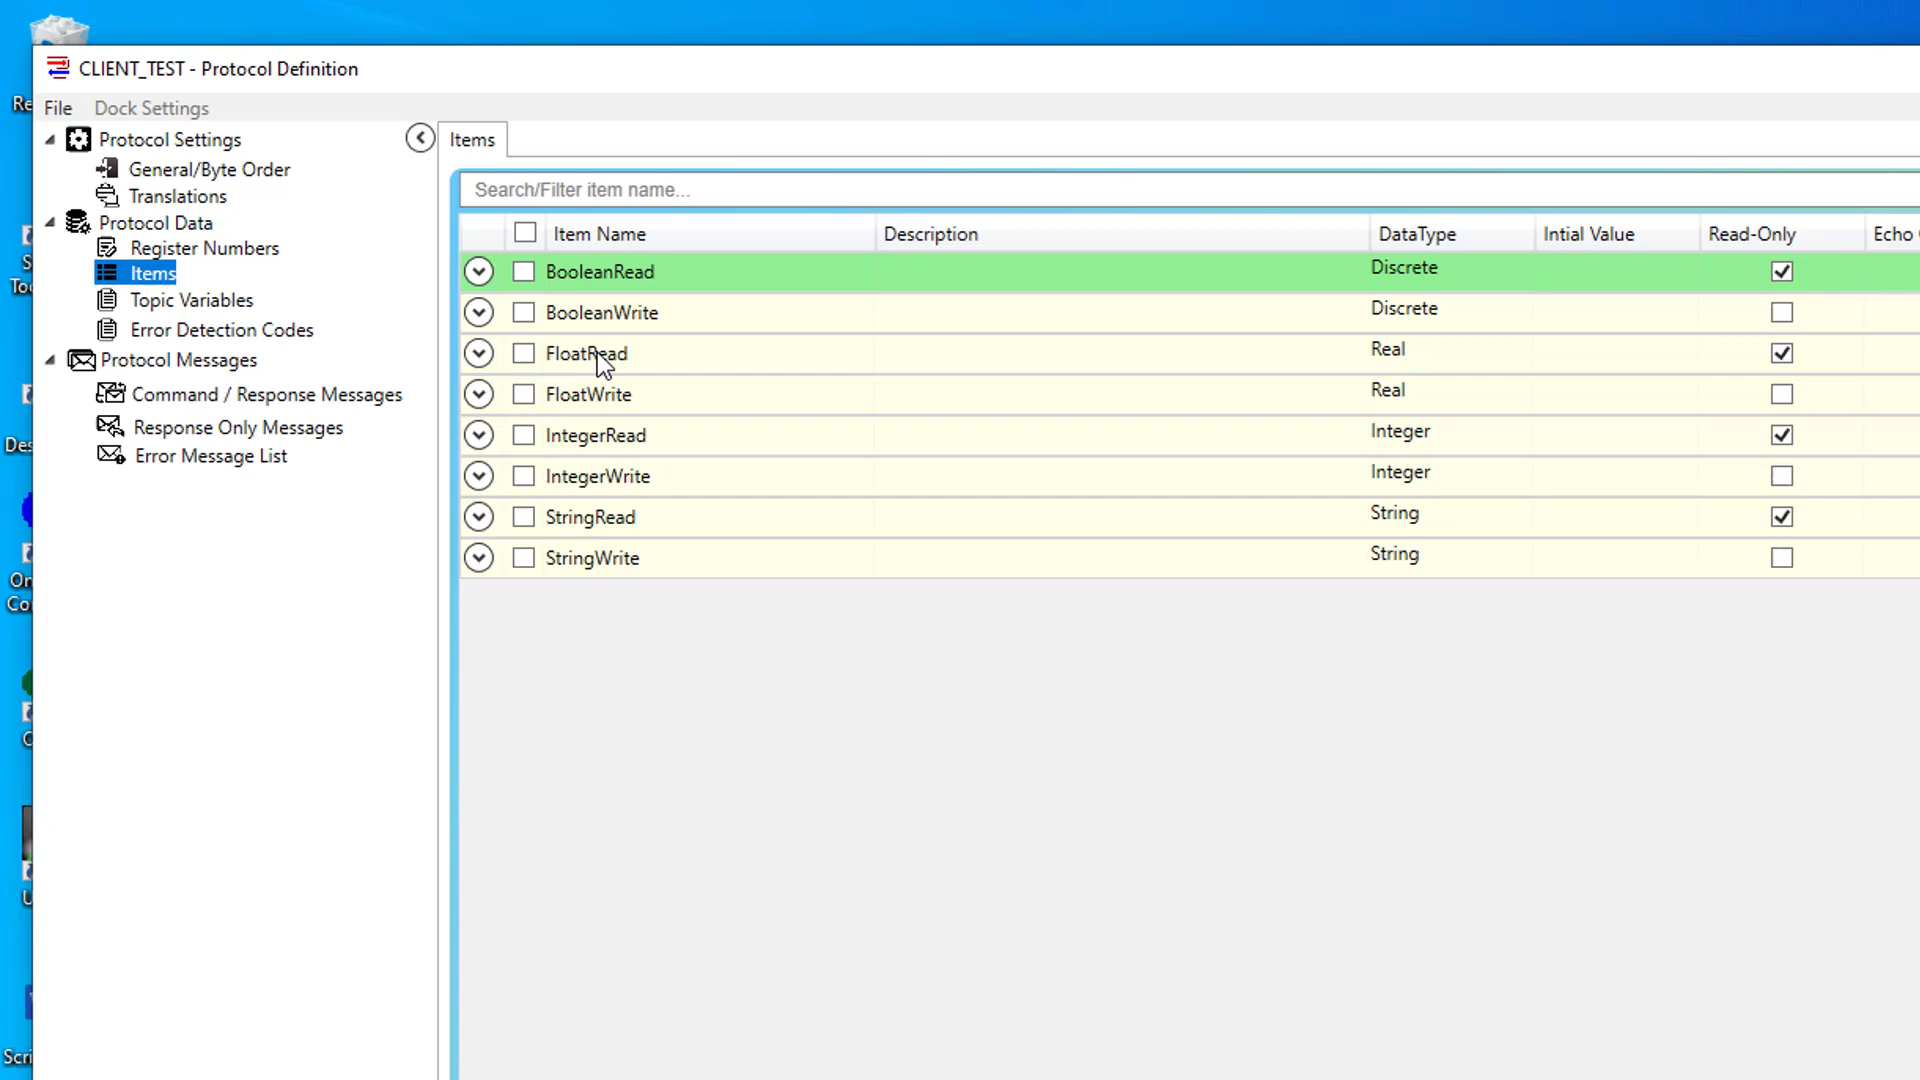 CLIENT_TEST - Protocol Definition
File Dock Settings
Protocol Settings
General/Byte Order
Translations
Protocol Data
Register Numbers
Items
Topic Variables
Error Detection Codes
Protocol Messages
Command / Response Messages
Response Only Messages
Error Message List
Items
Search/Filter item name...
Item Name Description DataType Intial Value Read-Only Echo
BooleanRead Discrete
BooleanWrite Discrete
FloatRead Real
FloatWrite Real
IntegerRead Integer
IntegerWrite Integer
StringRead String
StringWrite String